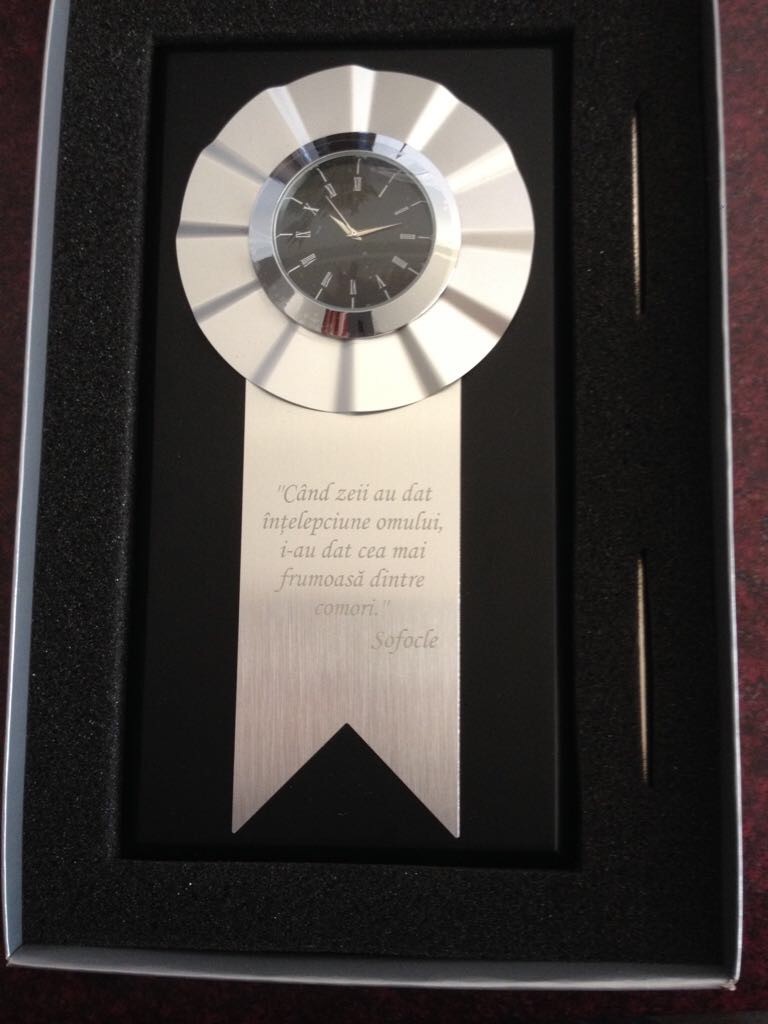 "Când zeii au dat
înțelepciune omului,
i-au dat cea mai
frumoasă dintre
comori."
Sofocle